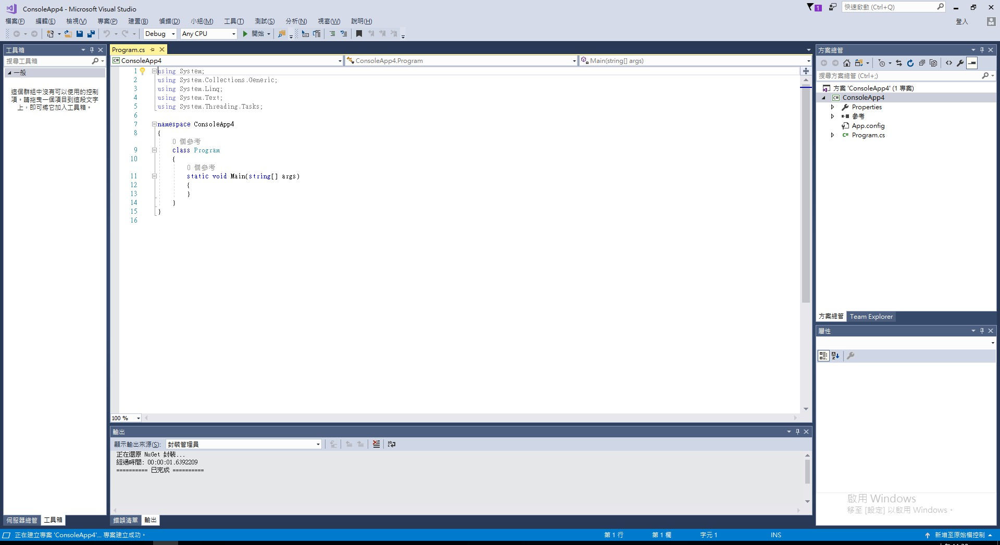 ConsoleApp4 - Microsoft Visual Studio
1
快速啟動 (Ctrl+Q)
檔案(F) 編輯(E) 檢視(V) 專案(P) 建置(B) 偵錯(D) 小組(M) 工具(T) 測試(S) 分析(N) 視窗(W) 說明(H)
登入
Debug Any CPU 開始
工具箱
搜尋工具箱
一般
這個群組中沒有可以使用的控制
項。請拖曳一個項目到這段文字
上，即可將它加入工具箱。
伺服器總管 工具箱
Program.cs
C# ConsoleApp4 ConsoleApp4.Program Main(string[] args)
1 using System;
2 using System.Collections.Generic;
3 using System.Linq;
4 using System.Text;
5 using System.Threading.Tasks;
6
7 namespace ConsoleApp4
8 {
0 個參考
9 class Program
10 {
0 個參考
11 static void Main(string[] args)
12 {
13 }
14 }
15 }
16
100 %
輸出
顯示輸出來源(S): 封裝管理員
正在還原 NuGet 封裝...
經過時間: 00:00:01.6392209
========== 已完成 ==========
錯誤清單 輸出
方案總管
搜尋方案總管 (Ctrl+;)
方案 'ConsoleApp4' (1 專案)
C# ConsoleApp4
Properties
參考
App.config
C# Program.cs
方案總管 Team Explorer
屬性
啟用 Windows
移至 [設定] 以啟用 Windows。
正在建立專案 'ConsoleApp4'... 專案建立成功。 第 1 行 第 1 欄 字元 1 INS 新增至原始檔控制